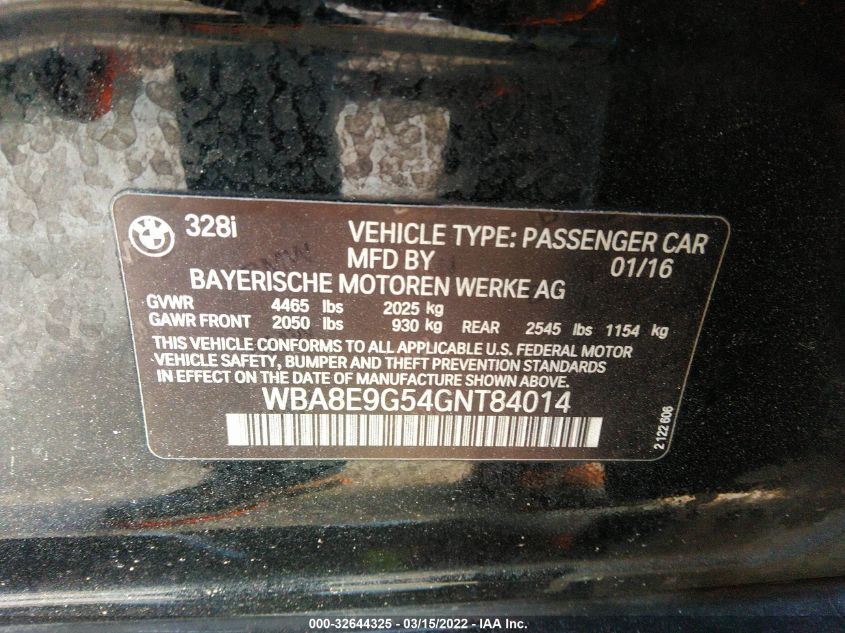 328i
VEHICLE TYPE: PASSENGER CAR
MFD BY
01/16
BAYERISCHE MOTOREN WERKE AG
GVWR 4465 lbs 2025 kg
GAWR FRONT 2050 lbs 930 kg REAR 2545 lbs 1154 kg
THIS VEHICLE CONFORMS TO ALL APPLICABLE U.S. FEDERAL MOTOR
VEHICLE SAFETY, BUMPER AND THEFT PREVENTION STANDARDS
IN EFFECT ON THE DATE OF MANUFACTURE SHOWN ABOVE.
WBA8E9G54GNT84014
2 122 606
000-32644325 - 03/15/2022 - IAA Inc.